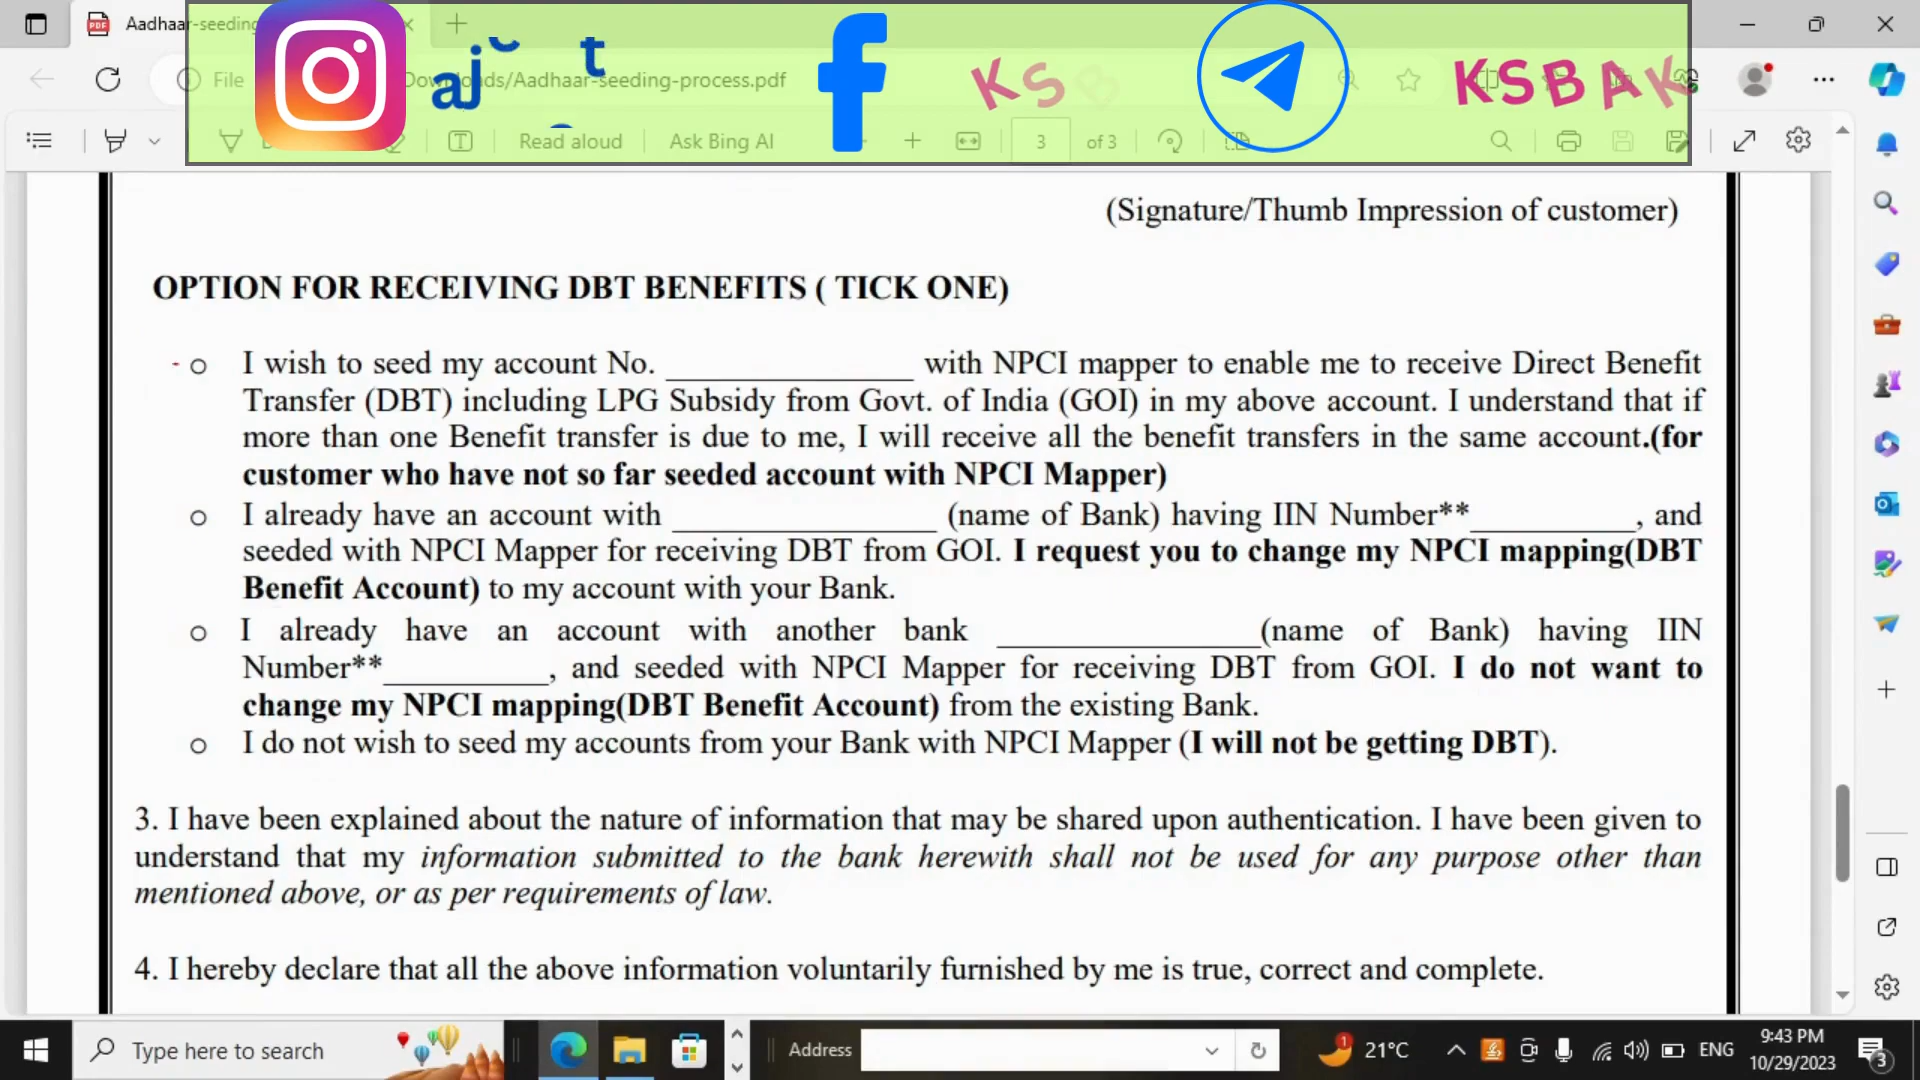 Aadhaar-seeding
File
Downloads/Aadhaar-seeding-process.pdf
aj t
KSB
KSBAK
Read aloud
Ask Bing AI
3 of 3
(Signature/Thumb Impression of customer)
OPTION FOR RECEIVING DBT BENEFITS ( TICK ONE)
o I wish to seed my account No. ______________ with NPCI mapper to enable me to receive Direct Benefit
Transfer (DBT) including LPG Subsidy from Govt. of India (GOI) in my above account. I understand that if
more than one Benefit transfer is due to me, I will receive all the benefit transfers in the same account.(for
customer who have not so far seeded account with NPCI Mapper)
o I already have an account with ________________ (name of Bank) having IIN Number**__________, and
seeded with NPCI Mapper for receiving DBT from GOI. I request you to change my NPCI mapping(DBT
Benefit Account) to my account with your Bank.
o I already have an account with another bank ________________(name of Bank) having IIN
Number**__________, and seeded with NPCI Mapper for receiving DBT from GOI. I do not want to
change my NPCI mapping(DBT Benefit Account) from the existing Bank.
o I do not wish to seed my accounts from your Bank with NPCI Mapper (I will not be getting DBT).
3. I have been explained about the nature of information that may be shared upon authentication. I have been given to
understand that my information submitted to the bank herewith shall not be used for any purpose other than
mentioned above, or as per requirements of law.
4. I hereby declare that all the above information voluntarily furnished by me is true, correct and complete.
Type here to search
Address
1
21°C
ENG
9:43 PM
10/29/2023
3